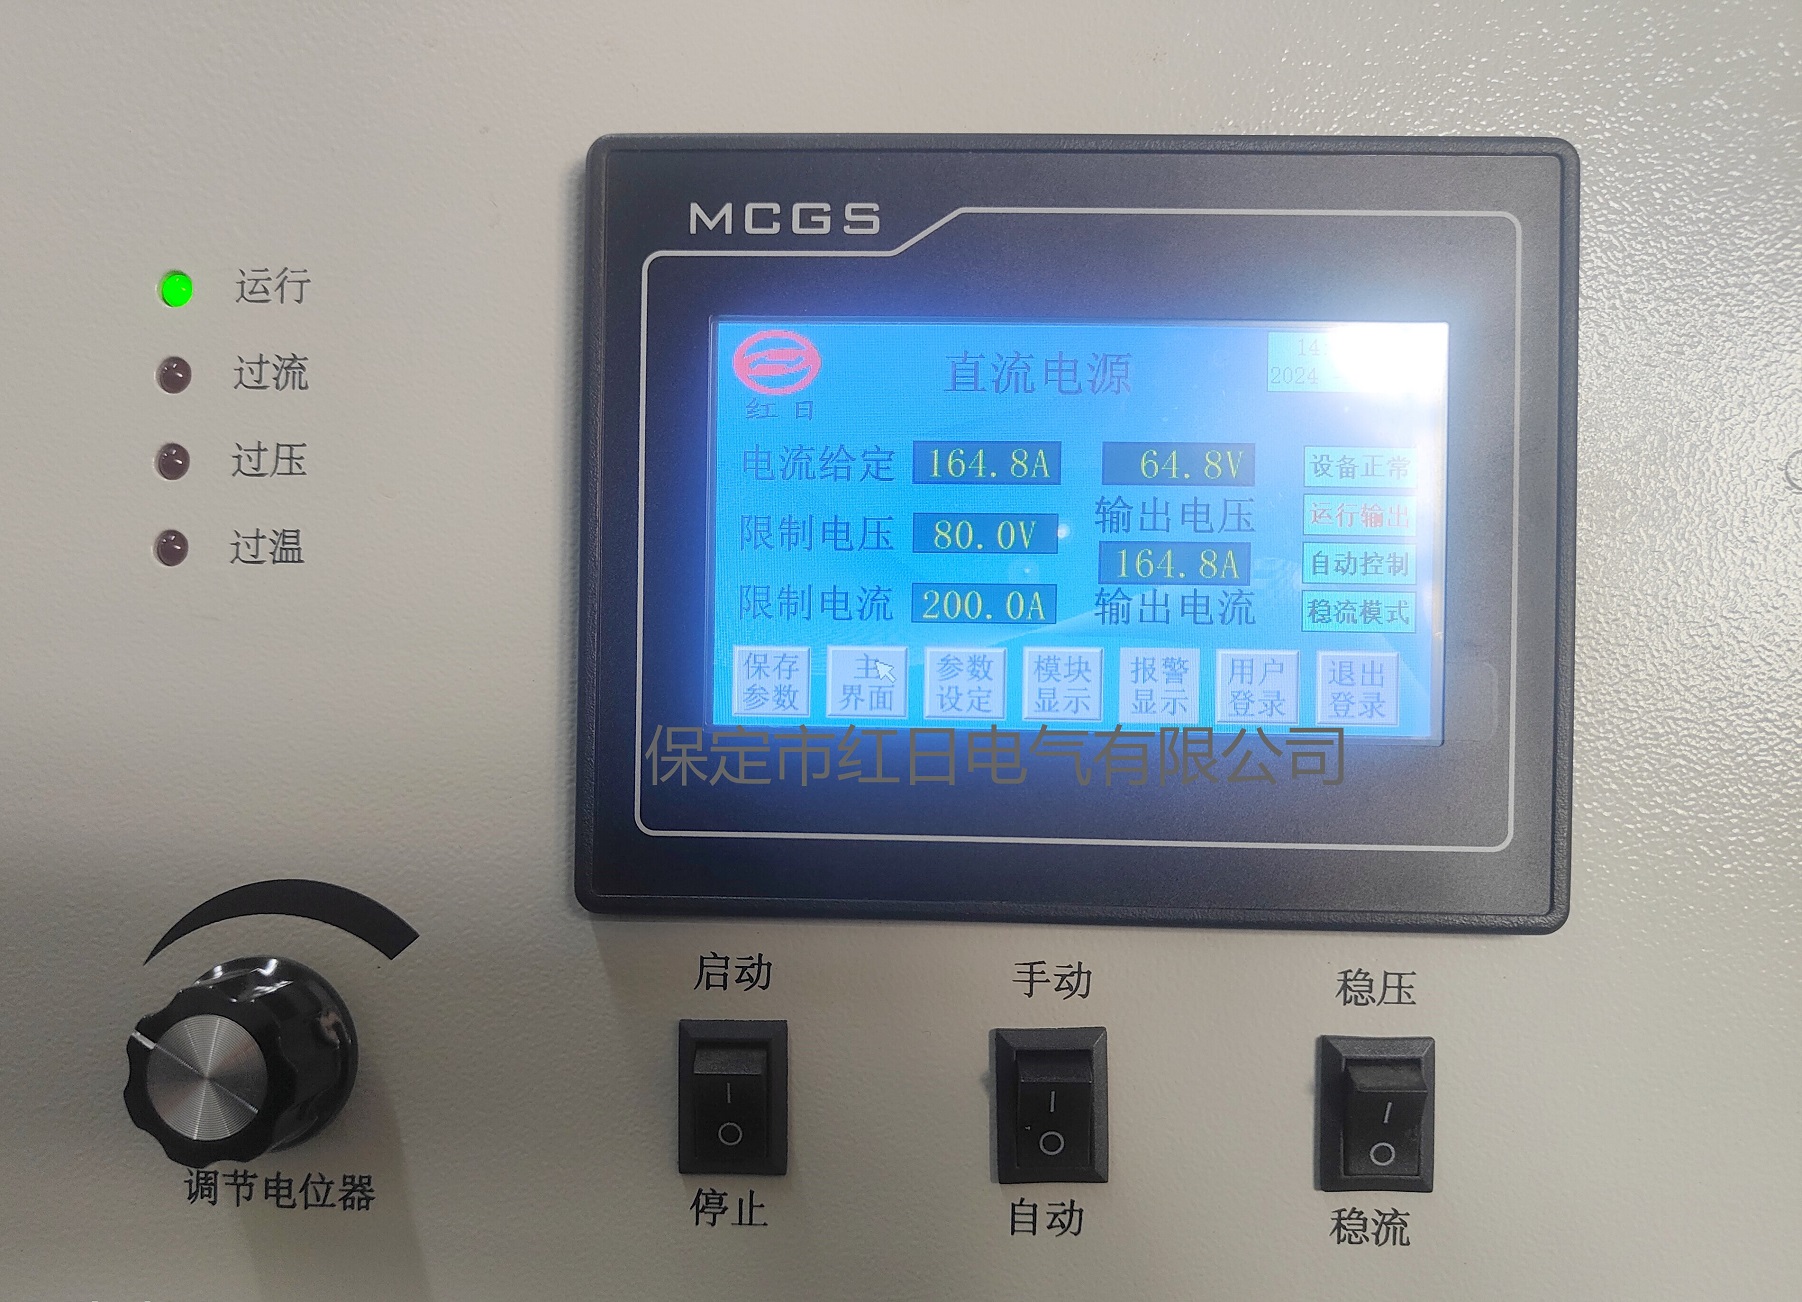 MCGS
运行
过流
过压
过温
红日
直流电源
2024
电流给定 164.8A
64.8V
输出电压
限制电压 80.0V
164.8A
输出电流
限制电流 200.0A
设备正常
运行输出
自动控制
稳流模式
保存
参数
主
界面
参数
设定
模块
显示
报警
显示
用户
登录
退出
登录
保定市红日电气有限公司
启动
停止
手动
自动
稳压
稳流
调节电位器